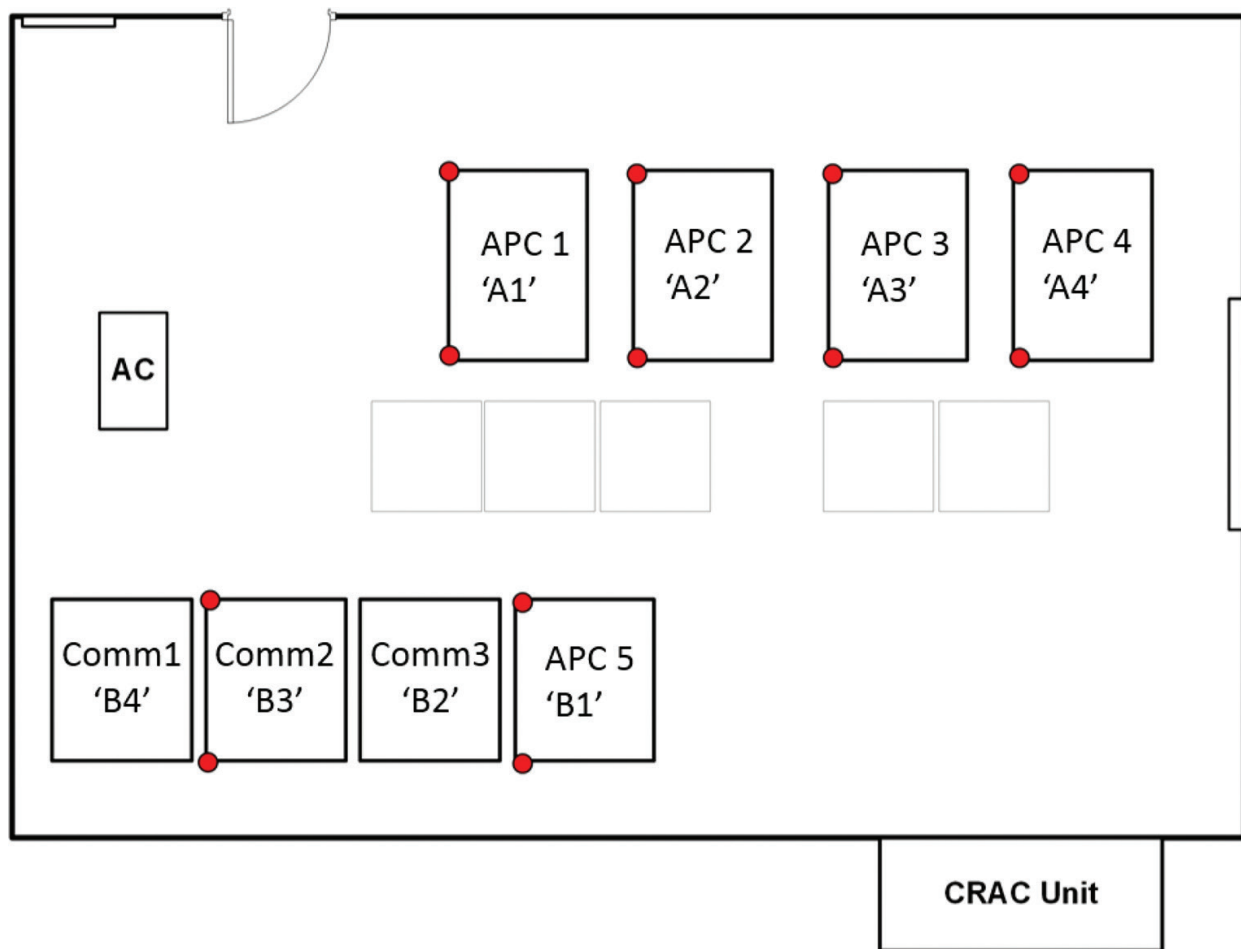 APC 1
‘A1’
APC 2
‘A2’
APC 3
‘A3’
APC 4
‘A4’
AC
Comm1
‘B4’
Comm2
‘B3’
Comm3
‘B2’
APC 5
‘B1’
CRAC Unit